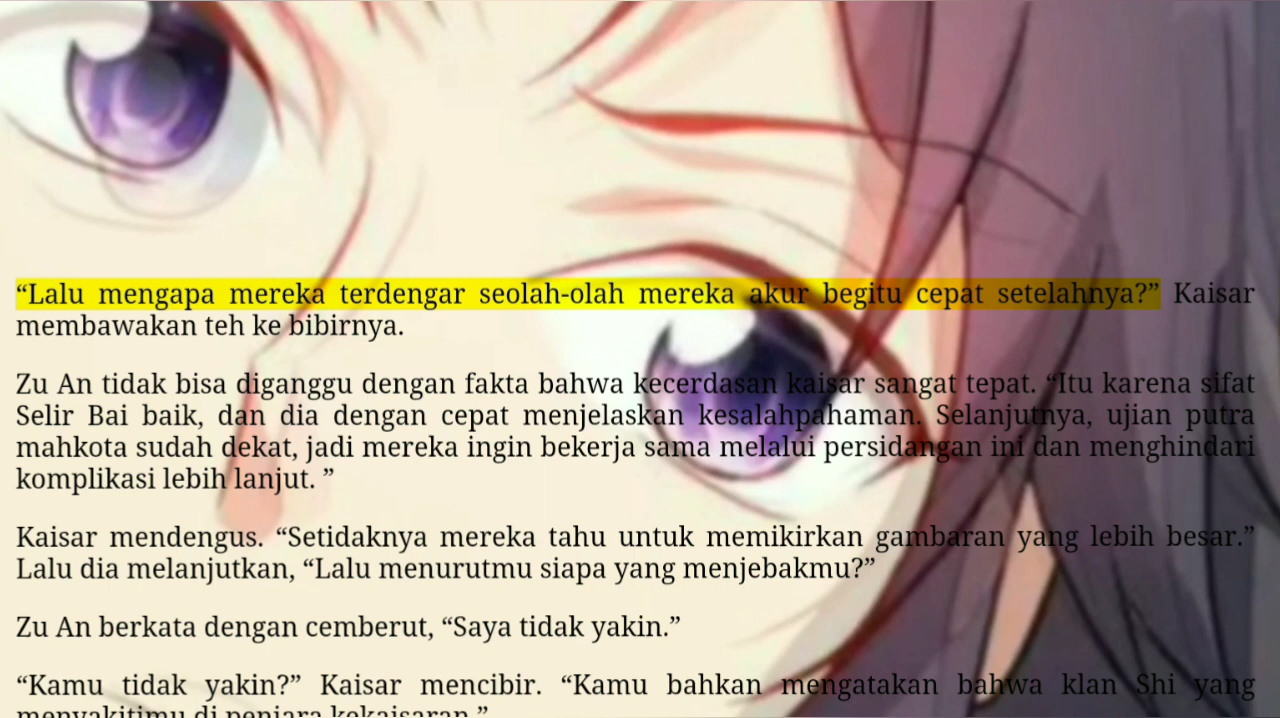 “Lalu mengapa mereka terdengar seolah-olah mereka akur begitu cepat setelahnya?” Kaisar
membawakan teh ke bibirnya.
Zu An tidak bisa diganggu dengan fakta bahwa kecerdasan kaisar sangat tepat. “Itu karena sifat
Selir Bai baik, dan dia dengan cepat menjelaskan kesalahpahaman. Selanjutnya, ujian putra
mahkota sudah dekat, jadi mereka ingin bekerja sama melalui persidangan ini dan menghindari
komplikasi lebih lanjut. ”
Kaisar mendengus. “Setidaknya mereka tahu untuk memikirkan gambaran yang lebih besar.”
Lalu dia melanjutkan, “Lalu menurutmu siapa yang menjebakmu?”
Zu An berkata dengan cemberut, “Saya tidak yakin.”
“Kamu tidak yakin?” Kaisar mencibir. “Kamu bahkan mengatakan bahwa klan Shi yang
menyakitimu di penjara kekaisaran.”